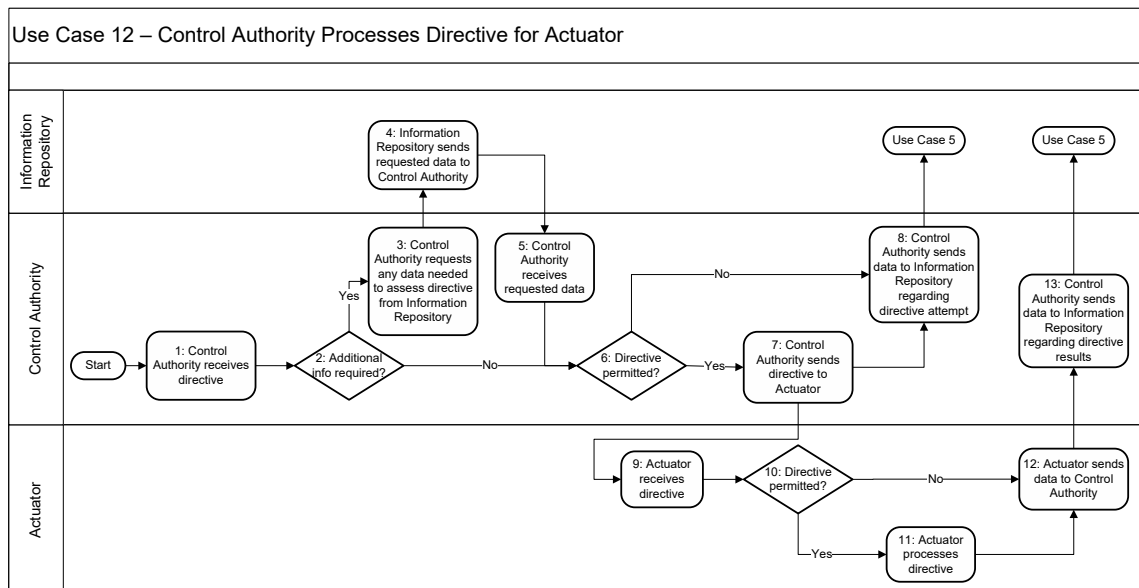 Use Case 12 – Control Authority Processes Directive for Actuator
Information
Repository
4: Information
Repository sends
requested data to
Control Authority
Use Case 5
Use Case 5
Control Authority
Start
1: Control
Authority receives
directive
2: Additional
info required?
Yes
No
3: Control
Authority requests
any data needed
to assess directive
from Information
Repository
5: Control
Authority
receives
requested data
6: Directive
permitted?
No
Yes
7: Control
Authority sends
directive to
Actuator
8: Control
Authority sends
data to Information
Repository
regarding
directive attempt
13: Control
Authority sends
data to Information
Repository
regarding directive
results
Actuator
9: Actuator
receives
directive
10: Directive
permitted?
No
Yes
11: Actuator
processes
directive
12: Actuator sends
data to Control
Authority